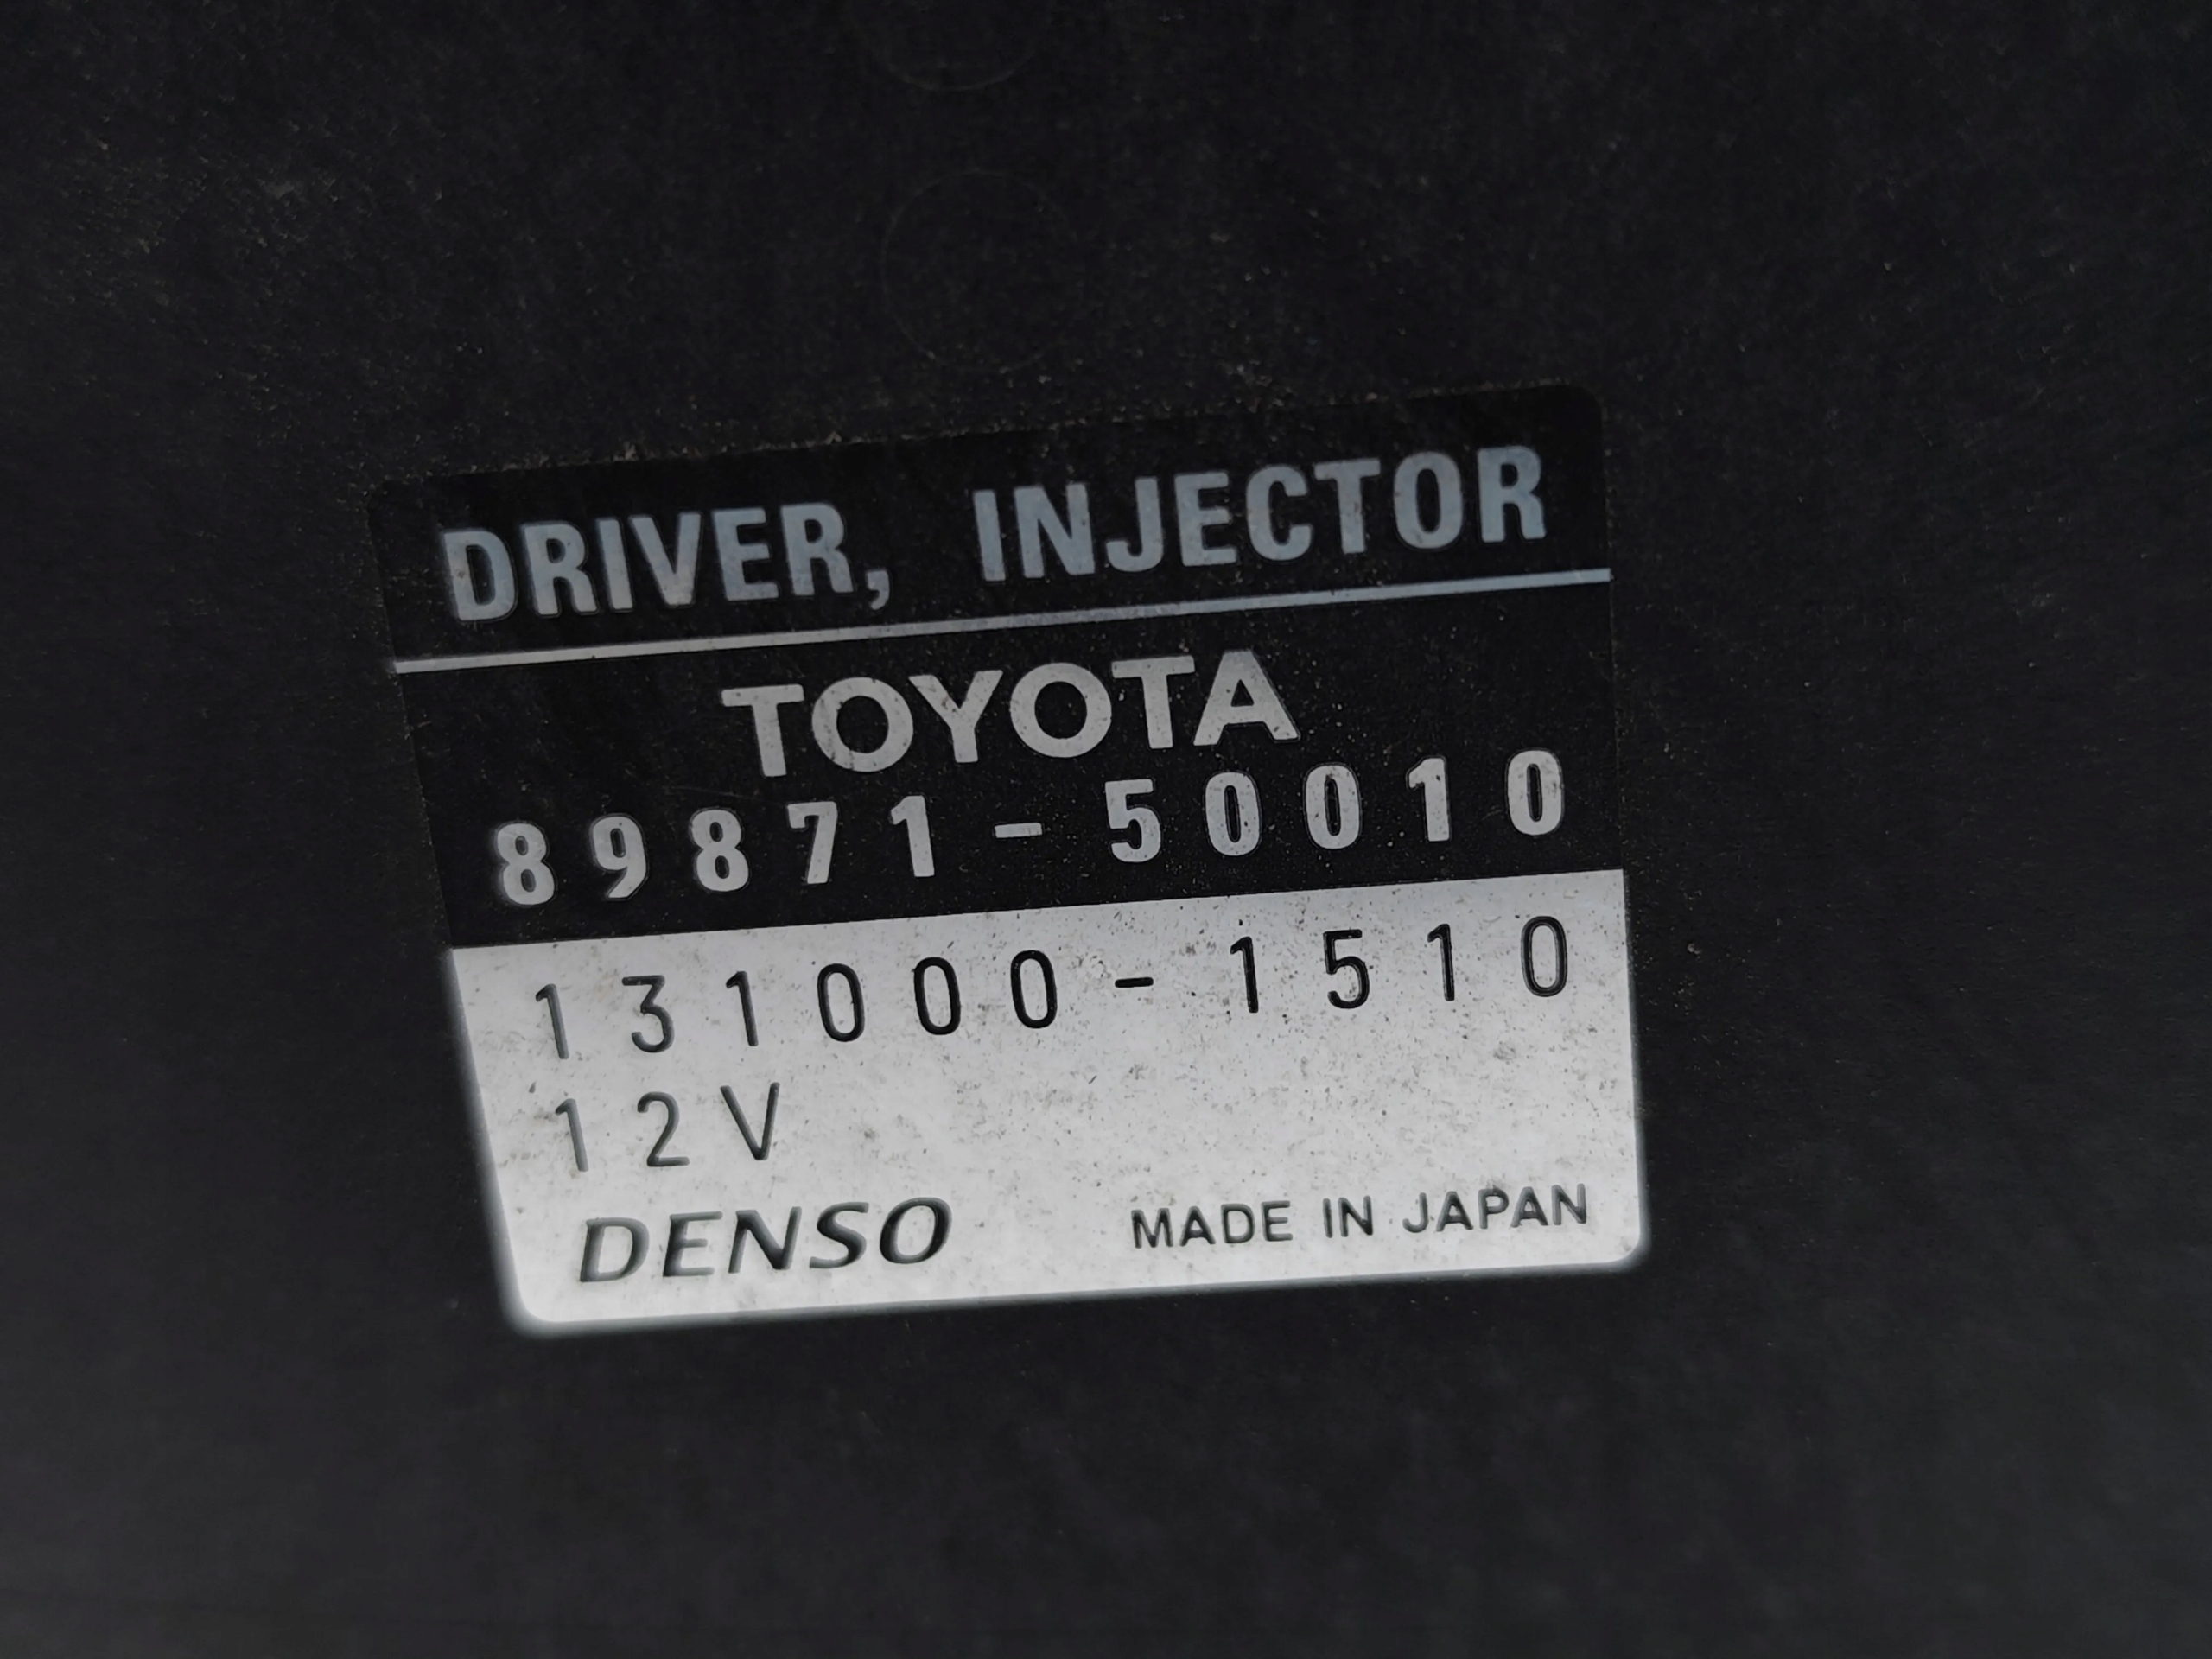 DRIVER, INJECTOR
TOYOTA
89871-50010
131000-1510
12V
DENSO MADE IN JAPAN